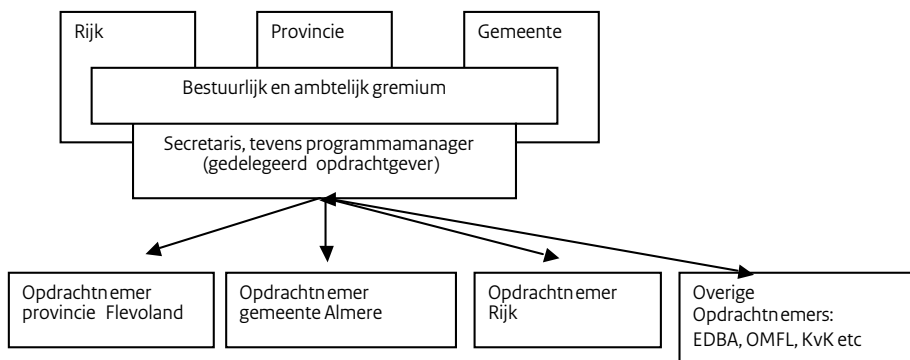 Rijk
Provincie
Gemeente
Bestuurlijk en ambtelijk gremium
Secretaris, tevens programmamanager
(gedelegeerd opdrachtgever)
Opdrachtnemer
provincie Flevoland
Opdrachtnemer
gemeente Almere
Opdrachtnemer
Rijk
Overige
Opdrachtnemers:
EDBA, OMFL, KvK etc